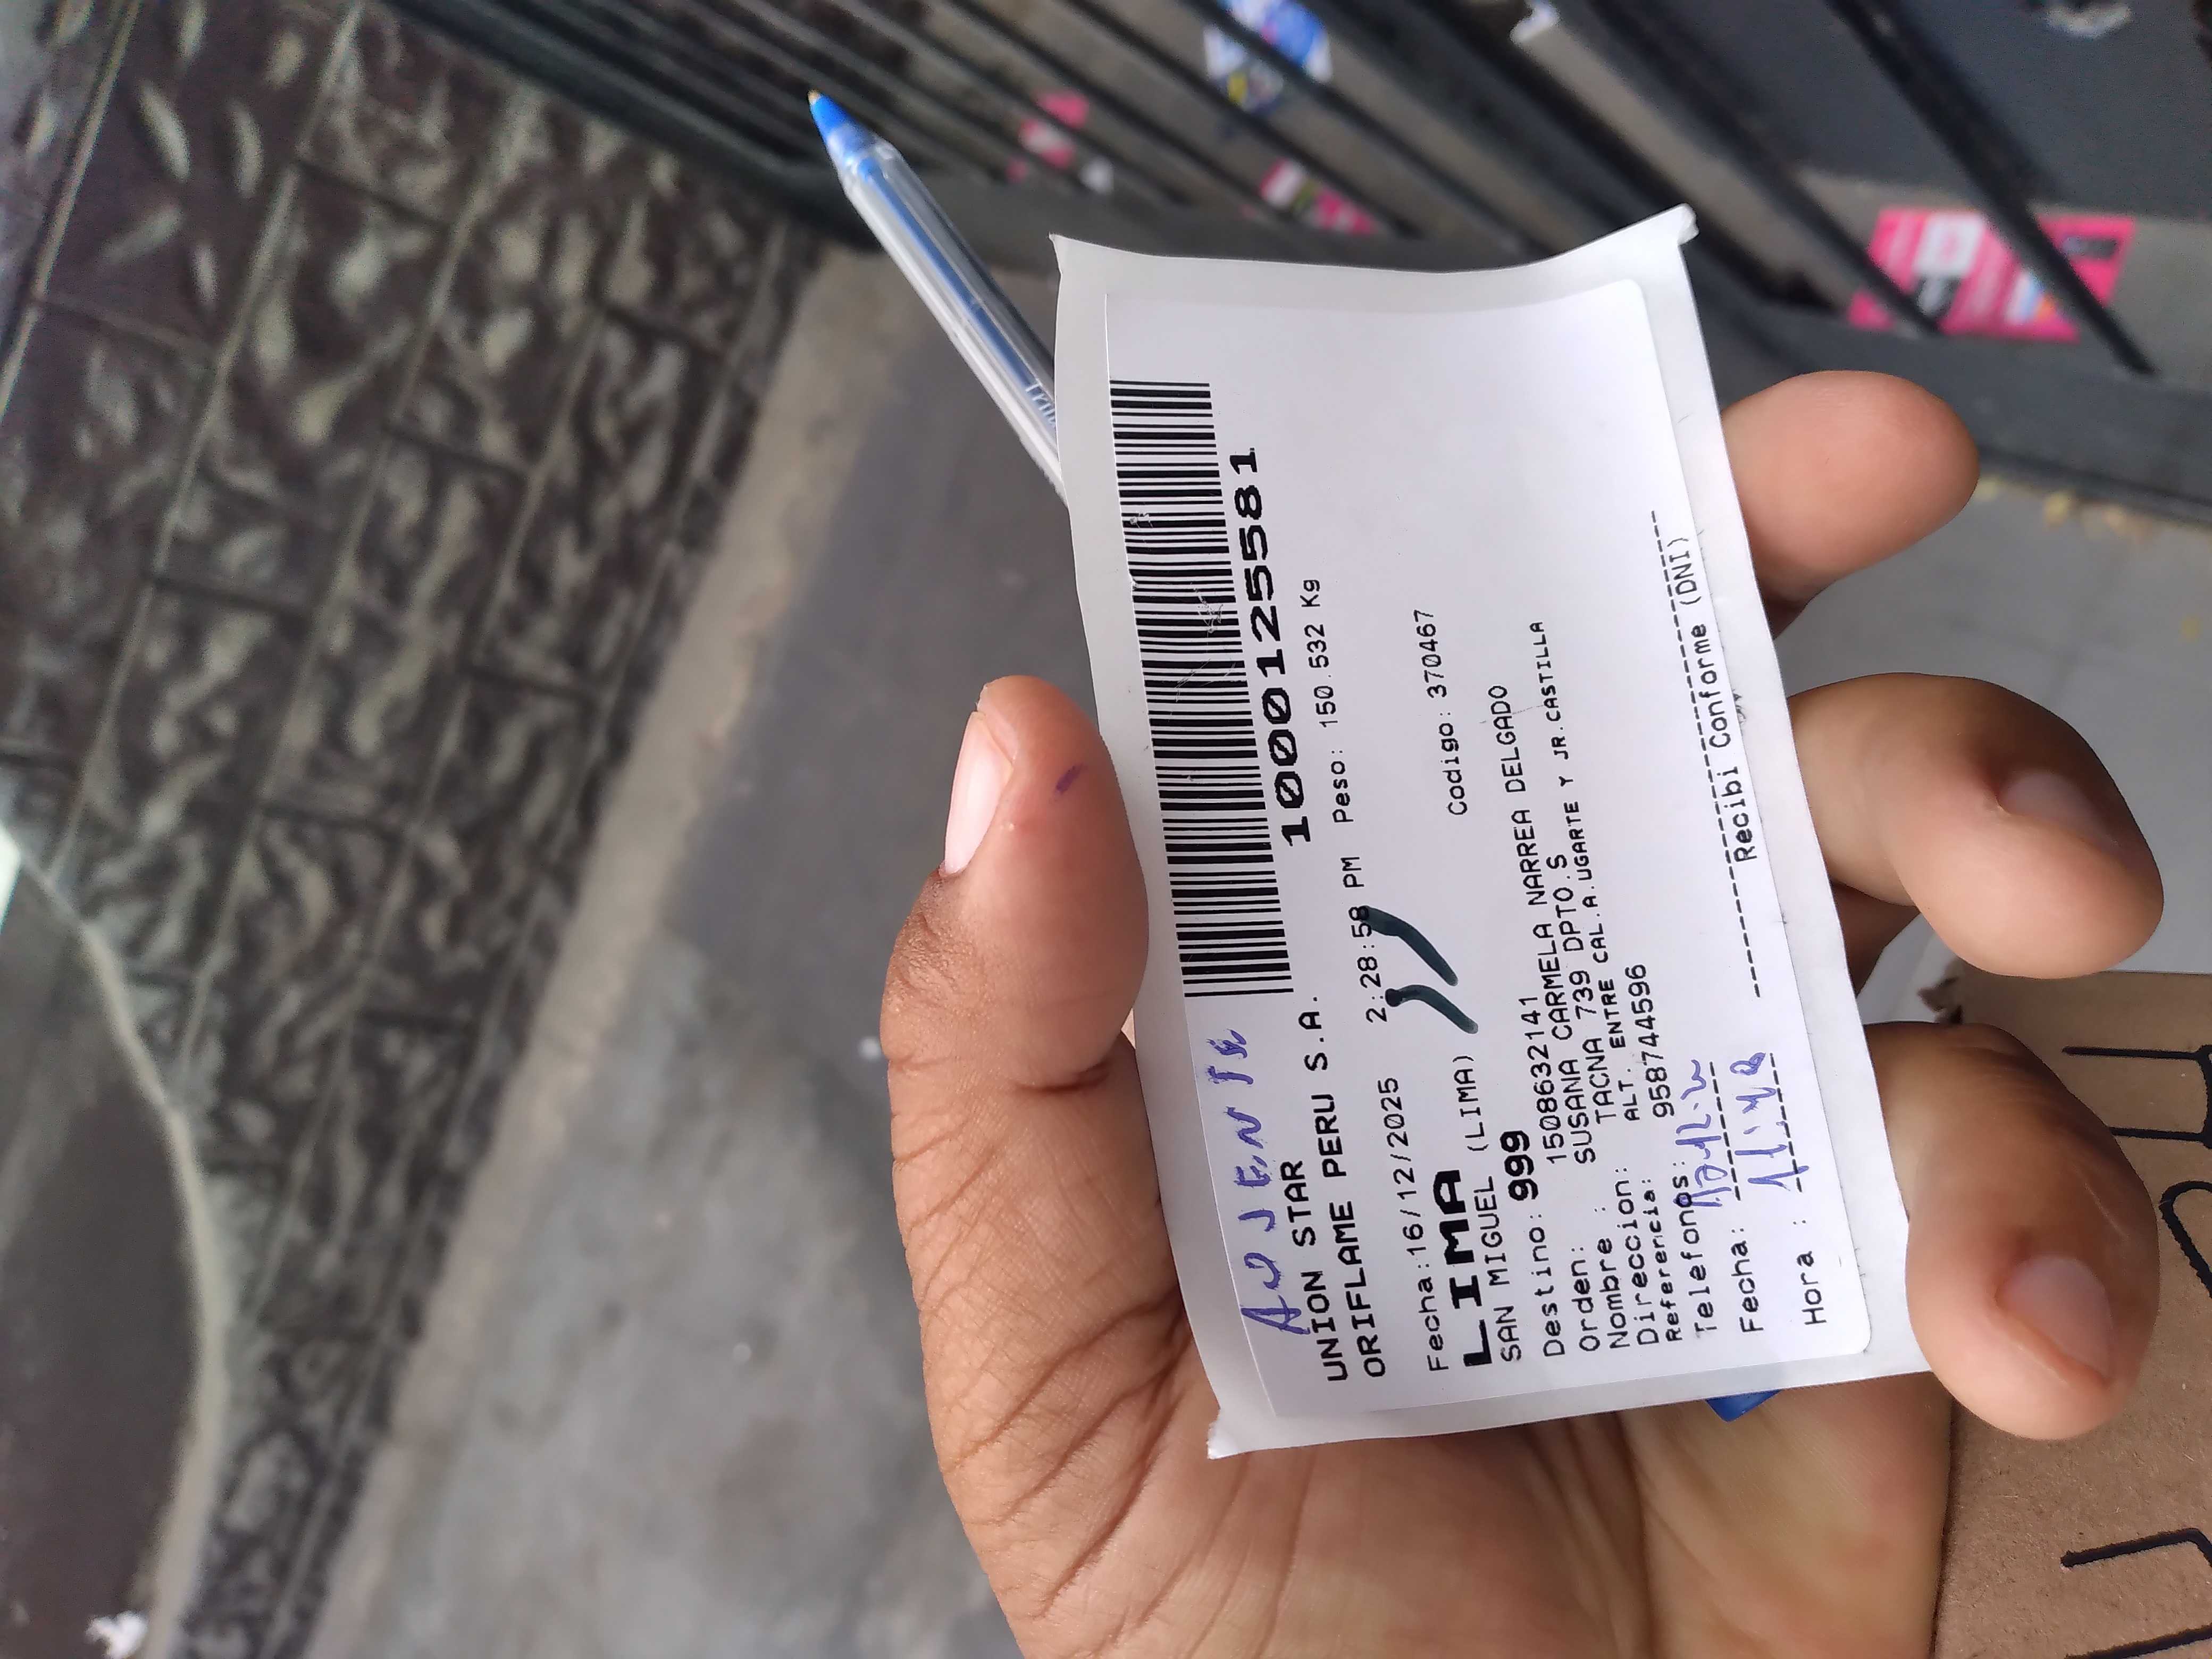 AUSENTE
UNION STAR
ORIFLAME PERU S.A.
10001255581
Fecha:16/12/2025 2:28:58 PM Peso: 150.532 Kg
LIMA
SAN MIGUEL (LIMA) Codigo: 370467
Destino: 999
Orden: 1508632141
Nombre : SUSANA CARMELA NARREA DELGADO
Direccion: TACNA 739 DPTO.S
Referencia: ALT. ENTRE CAL.A.UGARTE Y JR.CASTILLA
Telefonos: 958744596
Fecha:
Hora :
Recibi Conforme (DNI)